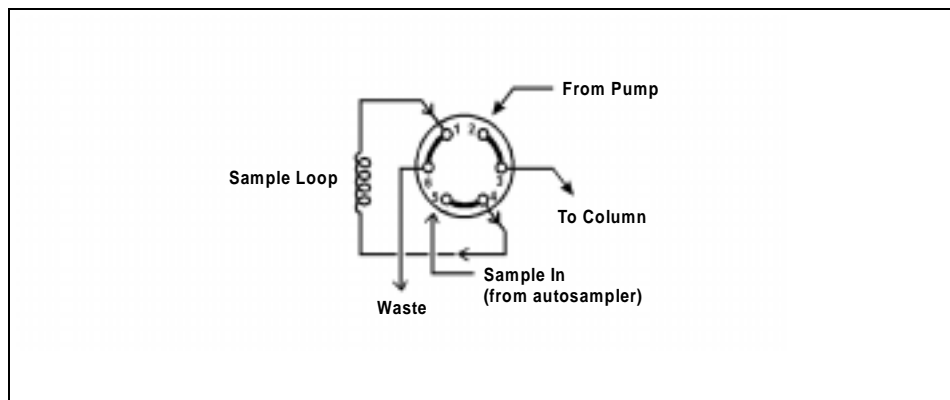 From Pump
1 2
Sample Loop
6 3
5 4
To Column
Sample In
(from autosampler)
Waste